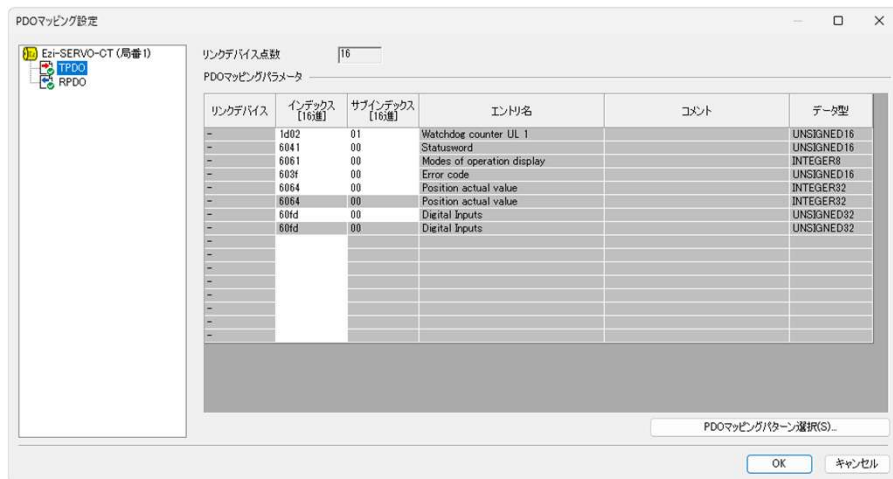 PDOマッピング設定
Ezi-SERVO-CT (局番1)
TPDO
RPDO
リンクデバイス点数 16
PDOマッピングパラメータ
リンクデバイス インデックス [16進] サブインデックス [16進] エントリ名 コメント データ型
- 1d02 01 Watchdog counter UL 1 UNSIGNED16
- 6041 00 Statusword UNSIGNED16
- 6061 00 Modes of operation display INTEGER8
- 603f 00 Error code UNSIGNED16
- 6064 00 Position actual value INTEGER32
- 6064 00 Position actual value INTEGER32
- 60fd 00 Digital Inputs UNSIGNED32
- 60fd 00 Digital Inputs UNSIGNED32
-
-
-
-
-
-
-
-
PDOマッピングパターン選択(S)...
OK キャンセル